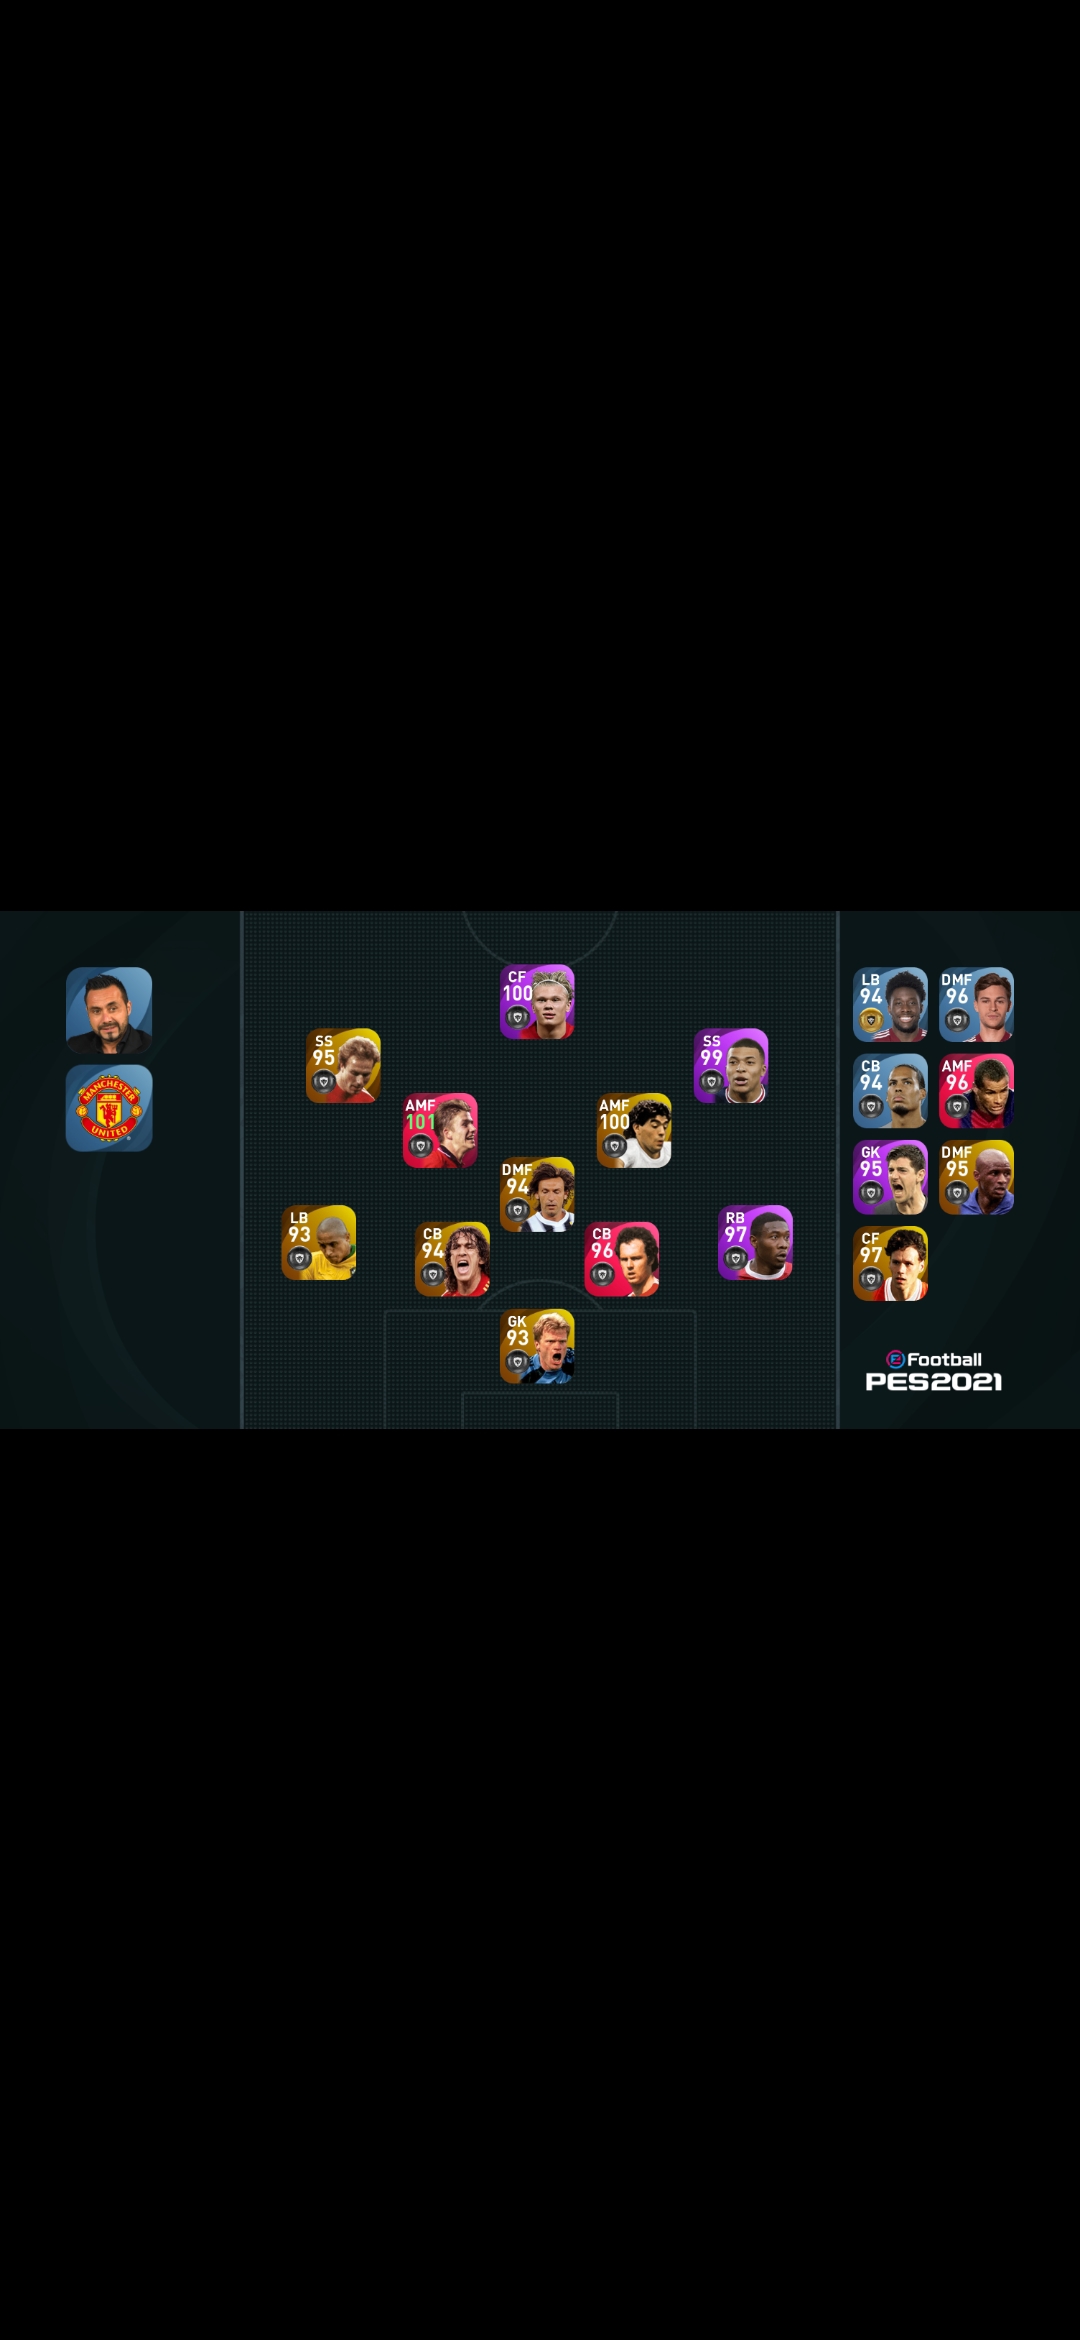 MANCHESTER
UNITED
CF
100
SS
95
SS
99
AMF
101
AMF
100
DMF
94
LB
93
CB
94
CB
96
RB
97
GK
93
LB
94
DMF
96
CB
94
AMF
96
GK
95
DMF
95
CF
97
eFootball
PES2021